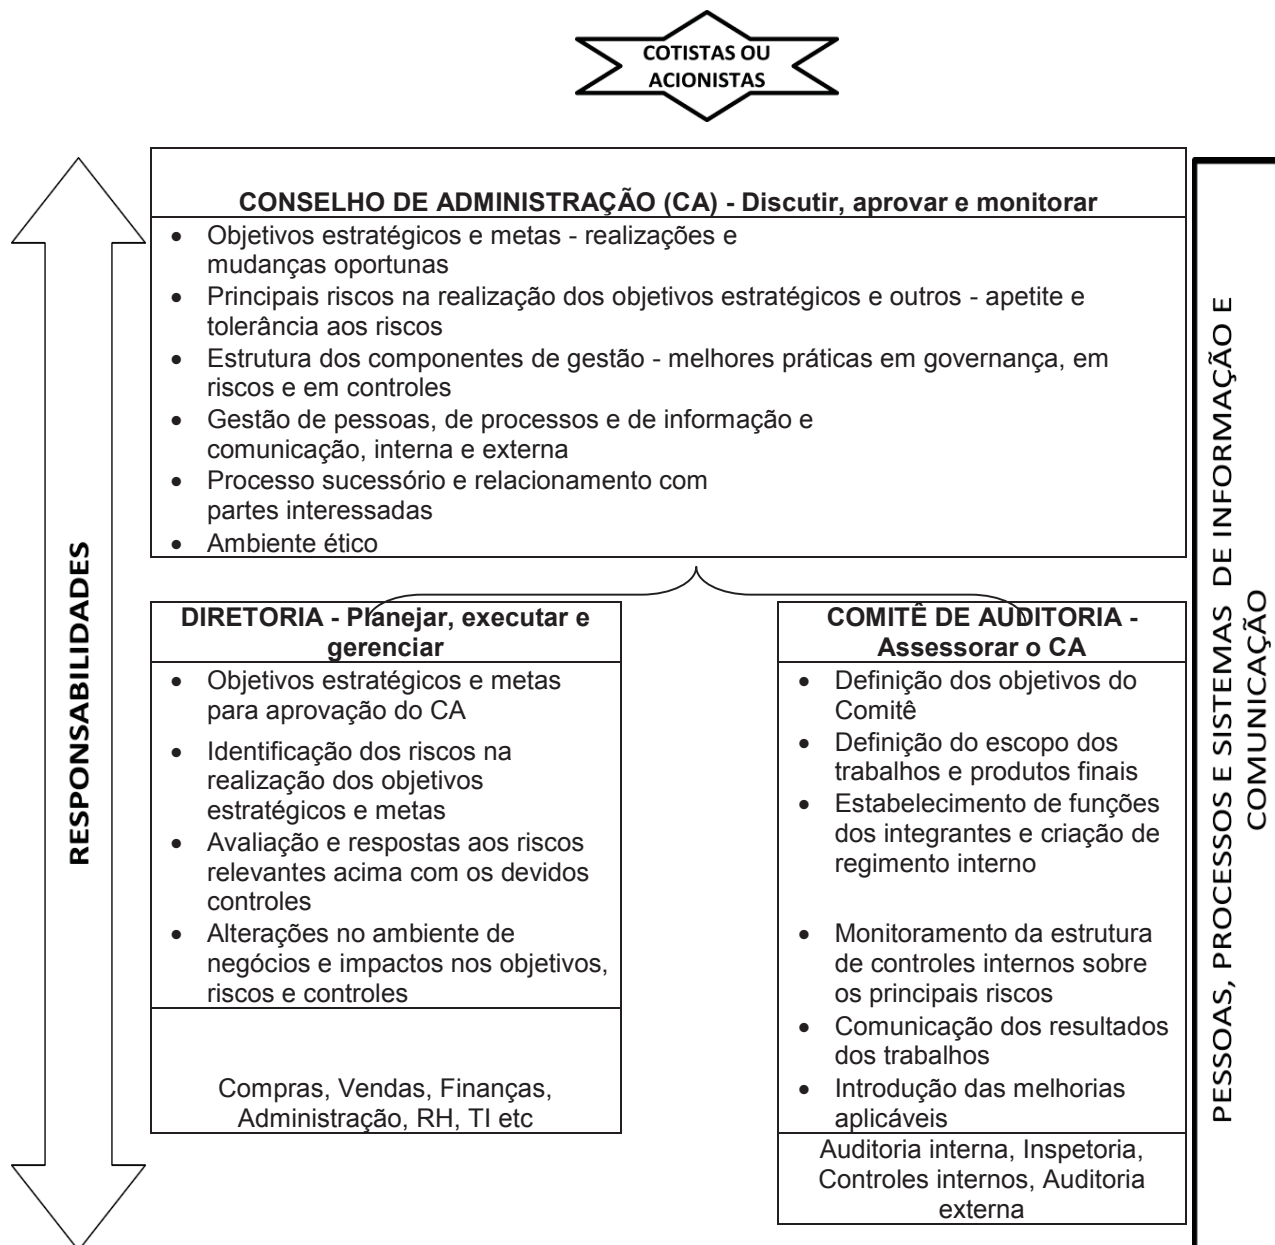 COTISTAS OU
ACIONISTAS
CONSELHO DE ADMINISTRAÇÃO (CA) - Discutir, aprovar e monitorar
• Objetivos estratégicos e metas - realizações e
mudanças oportunas
• Principais riscos na realização dos objetivos estratégicos e outros - apetite e
tolerância aos riscos
• Estrutura dos componentes de gestão - melhores práticas em governança, em
riscos e em controles
• Gestão de pessoas, de processos e de informação e
comunicação, interna e externa
• Processo sucessório e relacionamento com
partes interessadas
• Ambiente ético
RESPONSABILIDADES
DIRETORIA - Planejar, executar e
gerenciar
• Objetivos estratégicos e metas
para aprovação do CA
• Identificação dos riscos na
realização dos objetivos
estratégicos e metas
• Avaliação e respostas aos riscos
relevantes acima com os devidos
controles
• Alterações no ambiente de
negócios e impactos nos objetivos,
riscos e controles
Compras, Vendas, Finanças,
Administração, RH, TI etc
COMITÊ DE AUDITORIA -
Assessorar o CA
• Definição dos objetivos do
Comitê
• Definição do escopo dos
trabalhos e produtos finais
• Estabelecimento de funções
dos integrantes e criação de
regimento interno
• Monitoramento da estrutura
de controles internos sobre
os principais riscos
• Comunicação dos resultados
dos trabalhos
• Introdução das melhorias
aplicáveis
Auditoria interna, Inspetoria,
Controles internos, Auditoria
externa
PESSOAS, PROCESSOS E SISTEMAS DE INFORMAÇÃO E
COMUNICAÇÃO